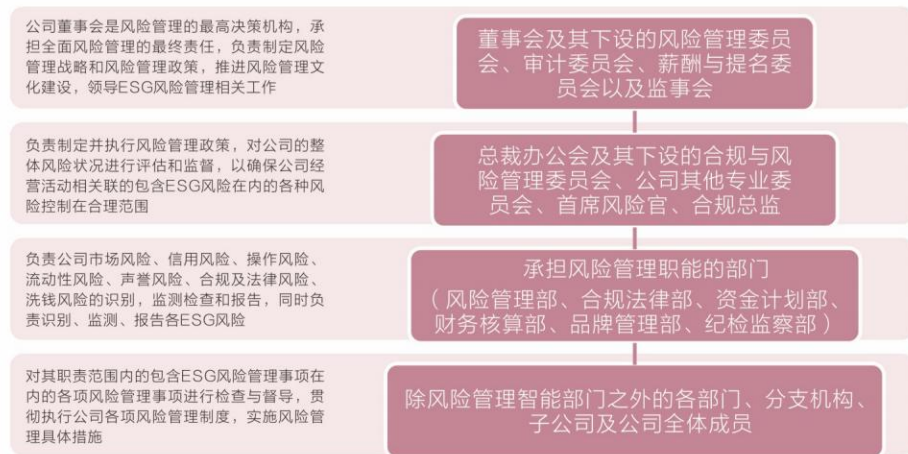 公司董事会是风险管理的最高决策机构，承
担全面风险管理的最终责任，负责制定风险
管理战略和风险管理政策，推进风险管理文
化建设，领导ESG风险管理相关工作
董事会及其下设的风险管理委员
会、审计委员会、薪酬与提名委
员会以及监事会
负责制定并执行风险管理政策，对公司的整
体风险状况进行评估和监督，以确保公司经
营活动相关联的包含ESG风险在内的各种风
险控制在合理范围
总裁办公会及其下设的合规与风
险管理委员会、公司其他专业委
员会、首席风险官、合规总监
负责公司市场风险、信用风险、操作风险、
流动性风险、声誉风险、合规及法律风险、
洗钱风险的识别，监测检查和报告，同时负
责识别、监测、报告各ESG风险
承担风险管理职能的部门
（风险管理部、合规法律部、资金计划部、
财务核算部、品牌管理部、纪检监察部）
对其职责范围内的包含ESG风险管理事项在
内的各项风险管理事项进行检查与督导，贯
彻执行公司各项风险管理制度，实施风险管
理具体措施
除风险管理智能部门之外的各部门、分支机构、
子公司及公司全体成员